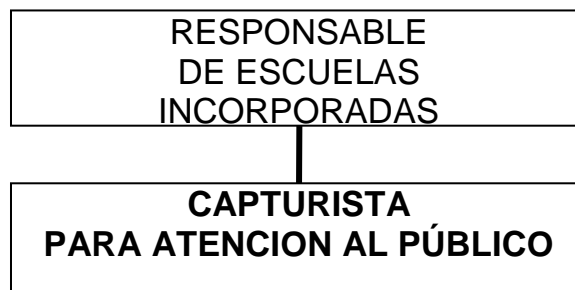 RESPONSABLE
DE ESCUELAS
INCORPORADAS
CAPTURISTA
PARA ATENCION AL PÚBLICO